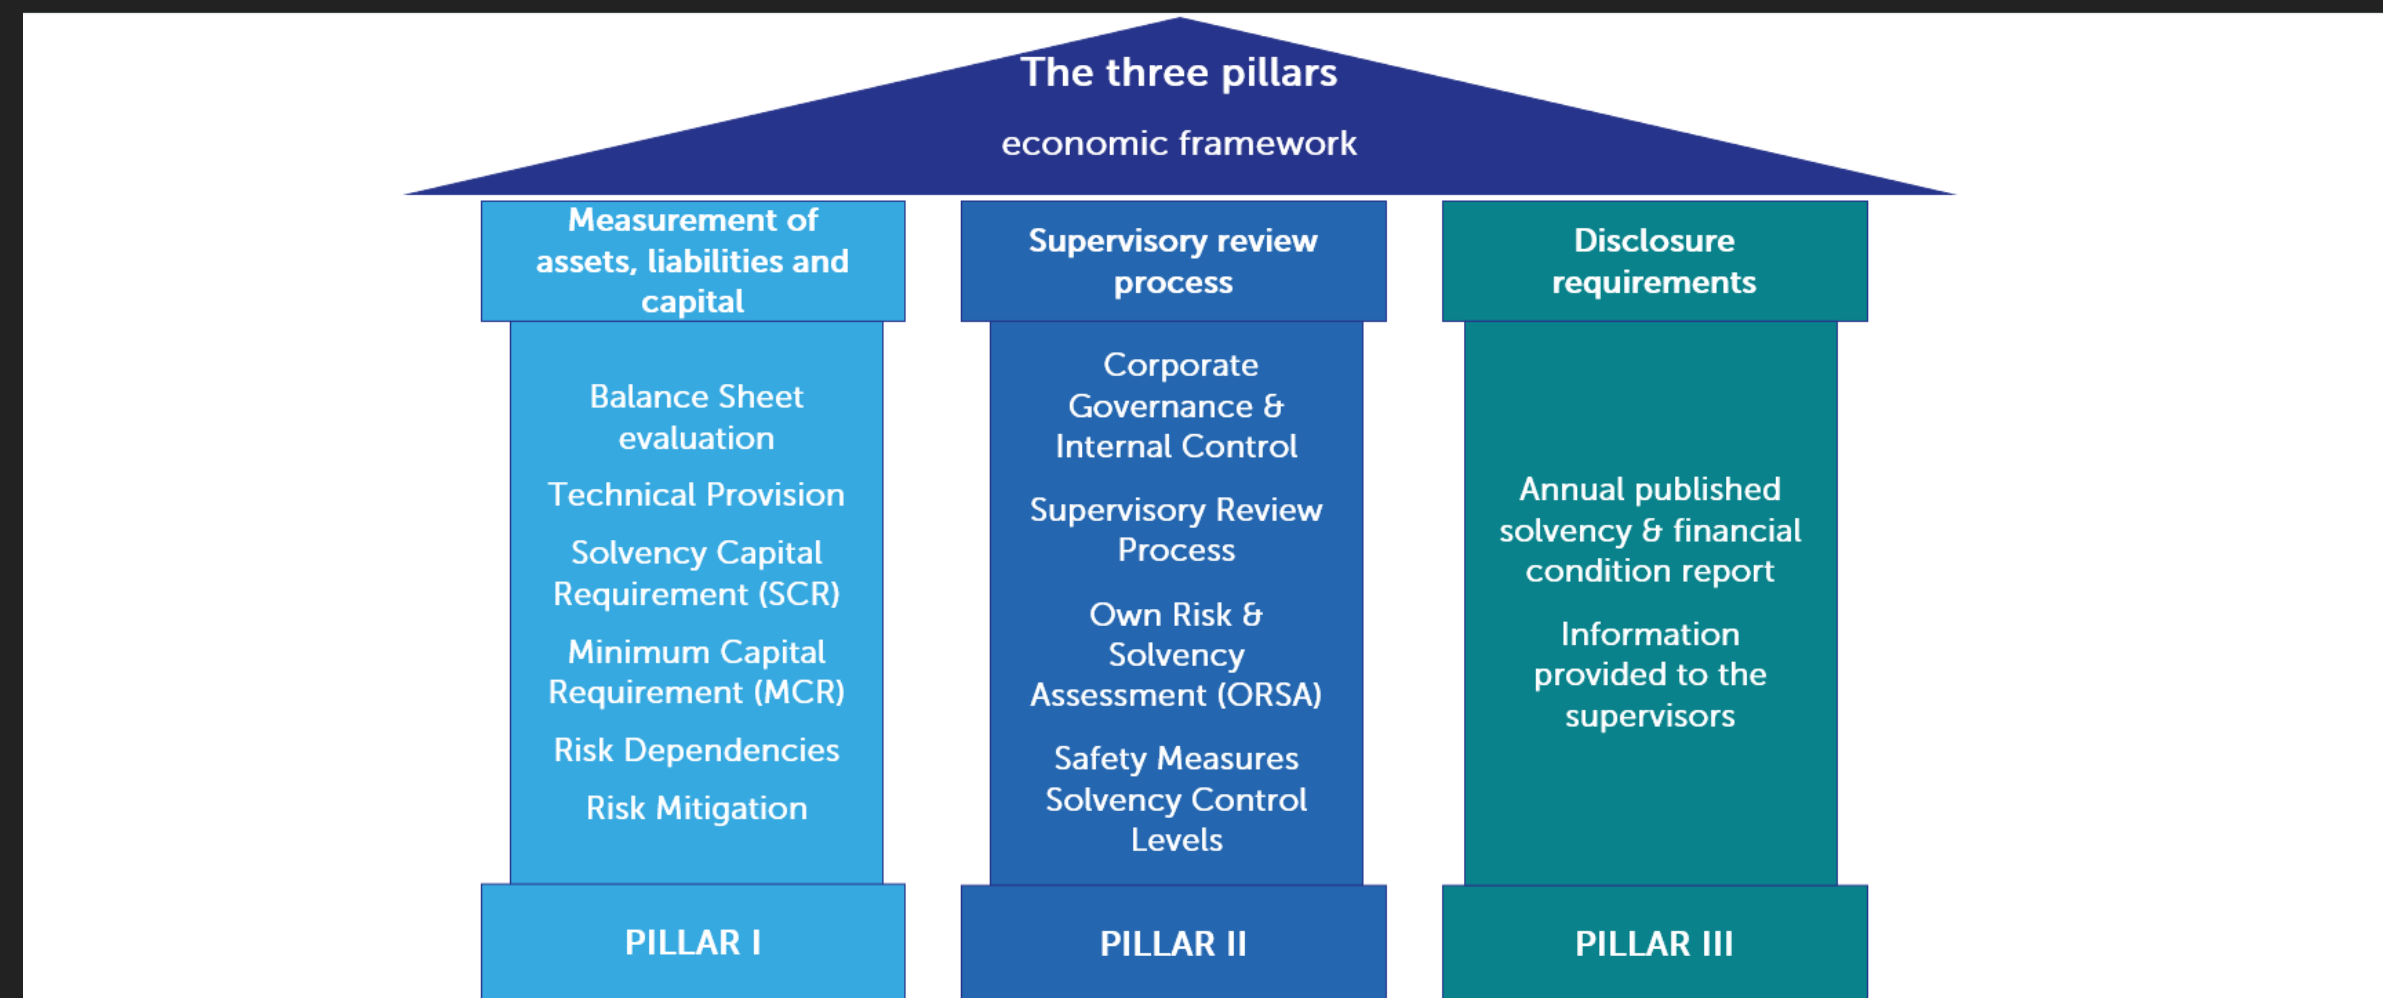 The three pillars
economic framework
Measurement of
assets, liabilities and
capital
Balance Sheet
evaluation
Technical Provision
Solvency Capital
Requirement (SCR)
Minimum Capital
Requirement (MCR)
Risk Dependencies
Risk Mitigation
PILLAR I
Supervisory review
process
Corporate
Governance &
Internal Control
Supervisory Review
Process
Own Risk &
Solvency
Assessment (ORSA)
Safety Measures
Solvency Control
Levels
PILLAR II
Disclosure
requirements
Annual published
solvency & financial
condition report
Information
provided to the
supervisors
PILLAR III